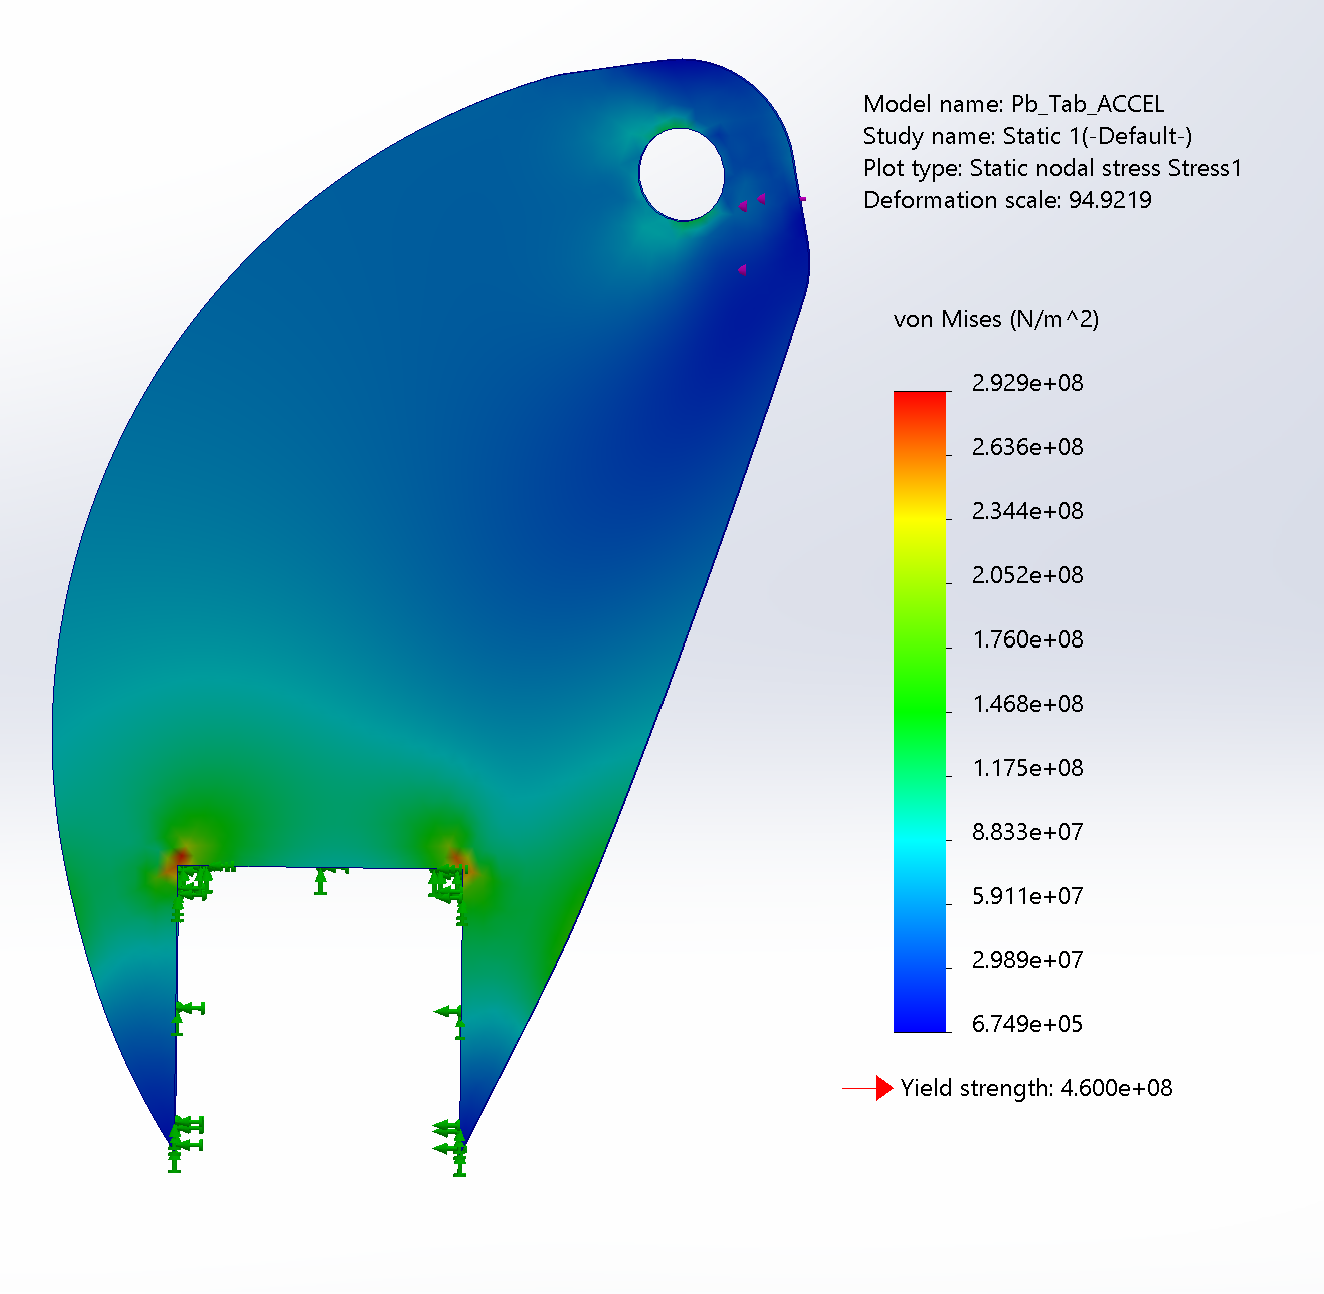 Model name: Pb_Tab_ACCEL
Study name: Static 1(-Default-)
Plot type: Static nodal stress Stress1
Deformation scale: 94.9219
von Mises (N/m^2)
2.929e+08
2.636e+08
2.344e+08
2.052e+08
1.760e+08
1.468e+08
1.175e+08
8.833e+07
5.911e+07
2.989e+07
6.749e+05
Yield strength: 4.600e+08